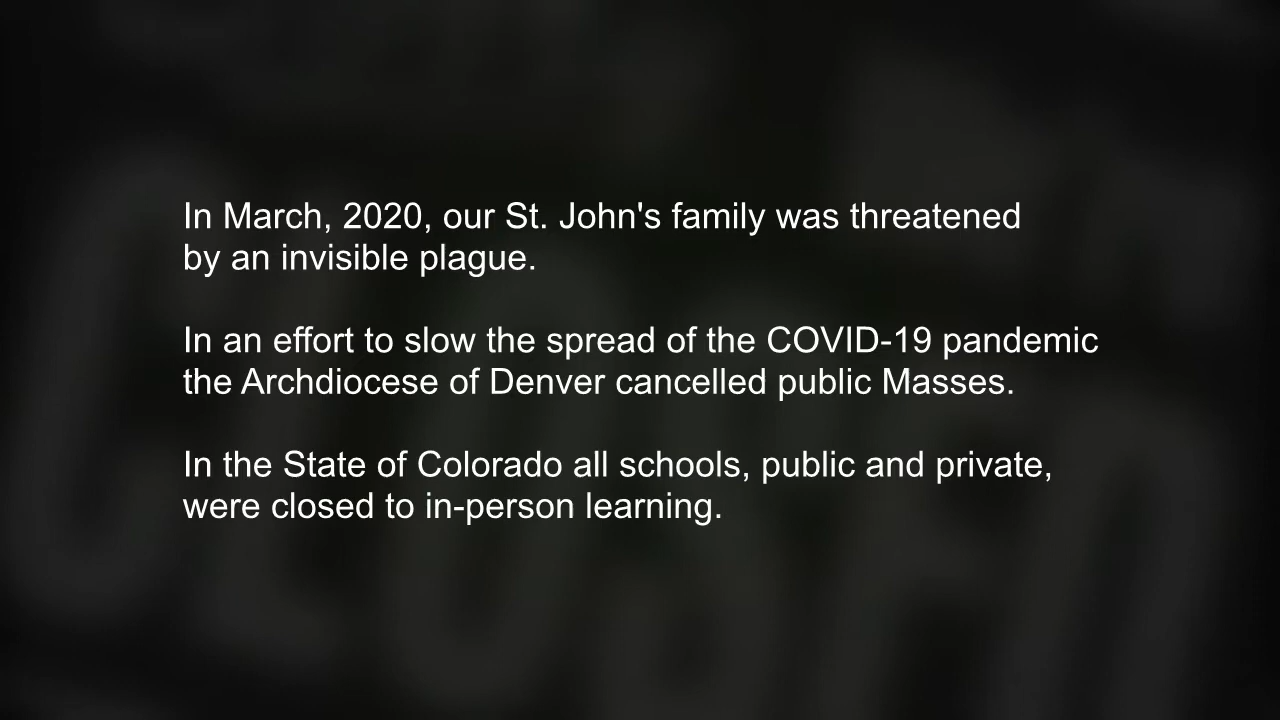 In March, 2020, our St. John's family was threatened
by an invisible plague.
In an effort to slow the spread of the COVID-19 pandemic
the Archdiocese of Denver cancelled public Masses.
In the State of Colorado all schools, public and private,
were closed to in-person learning.